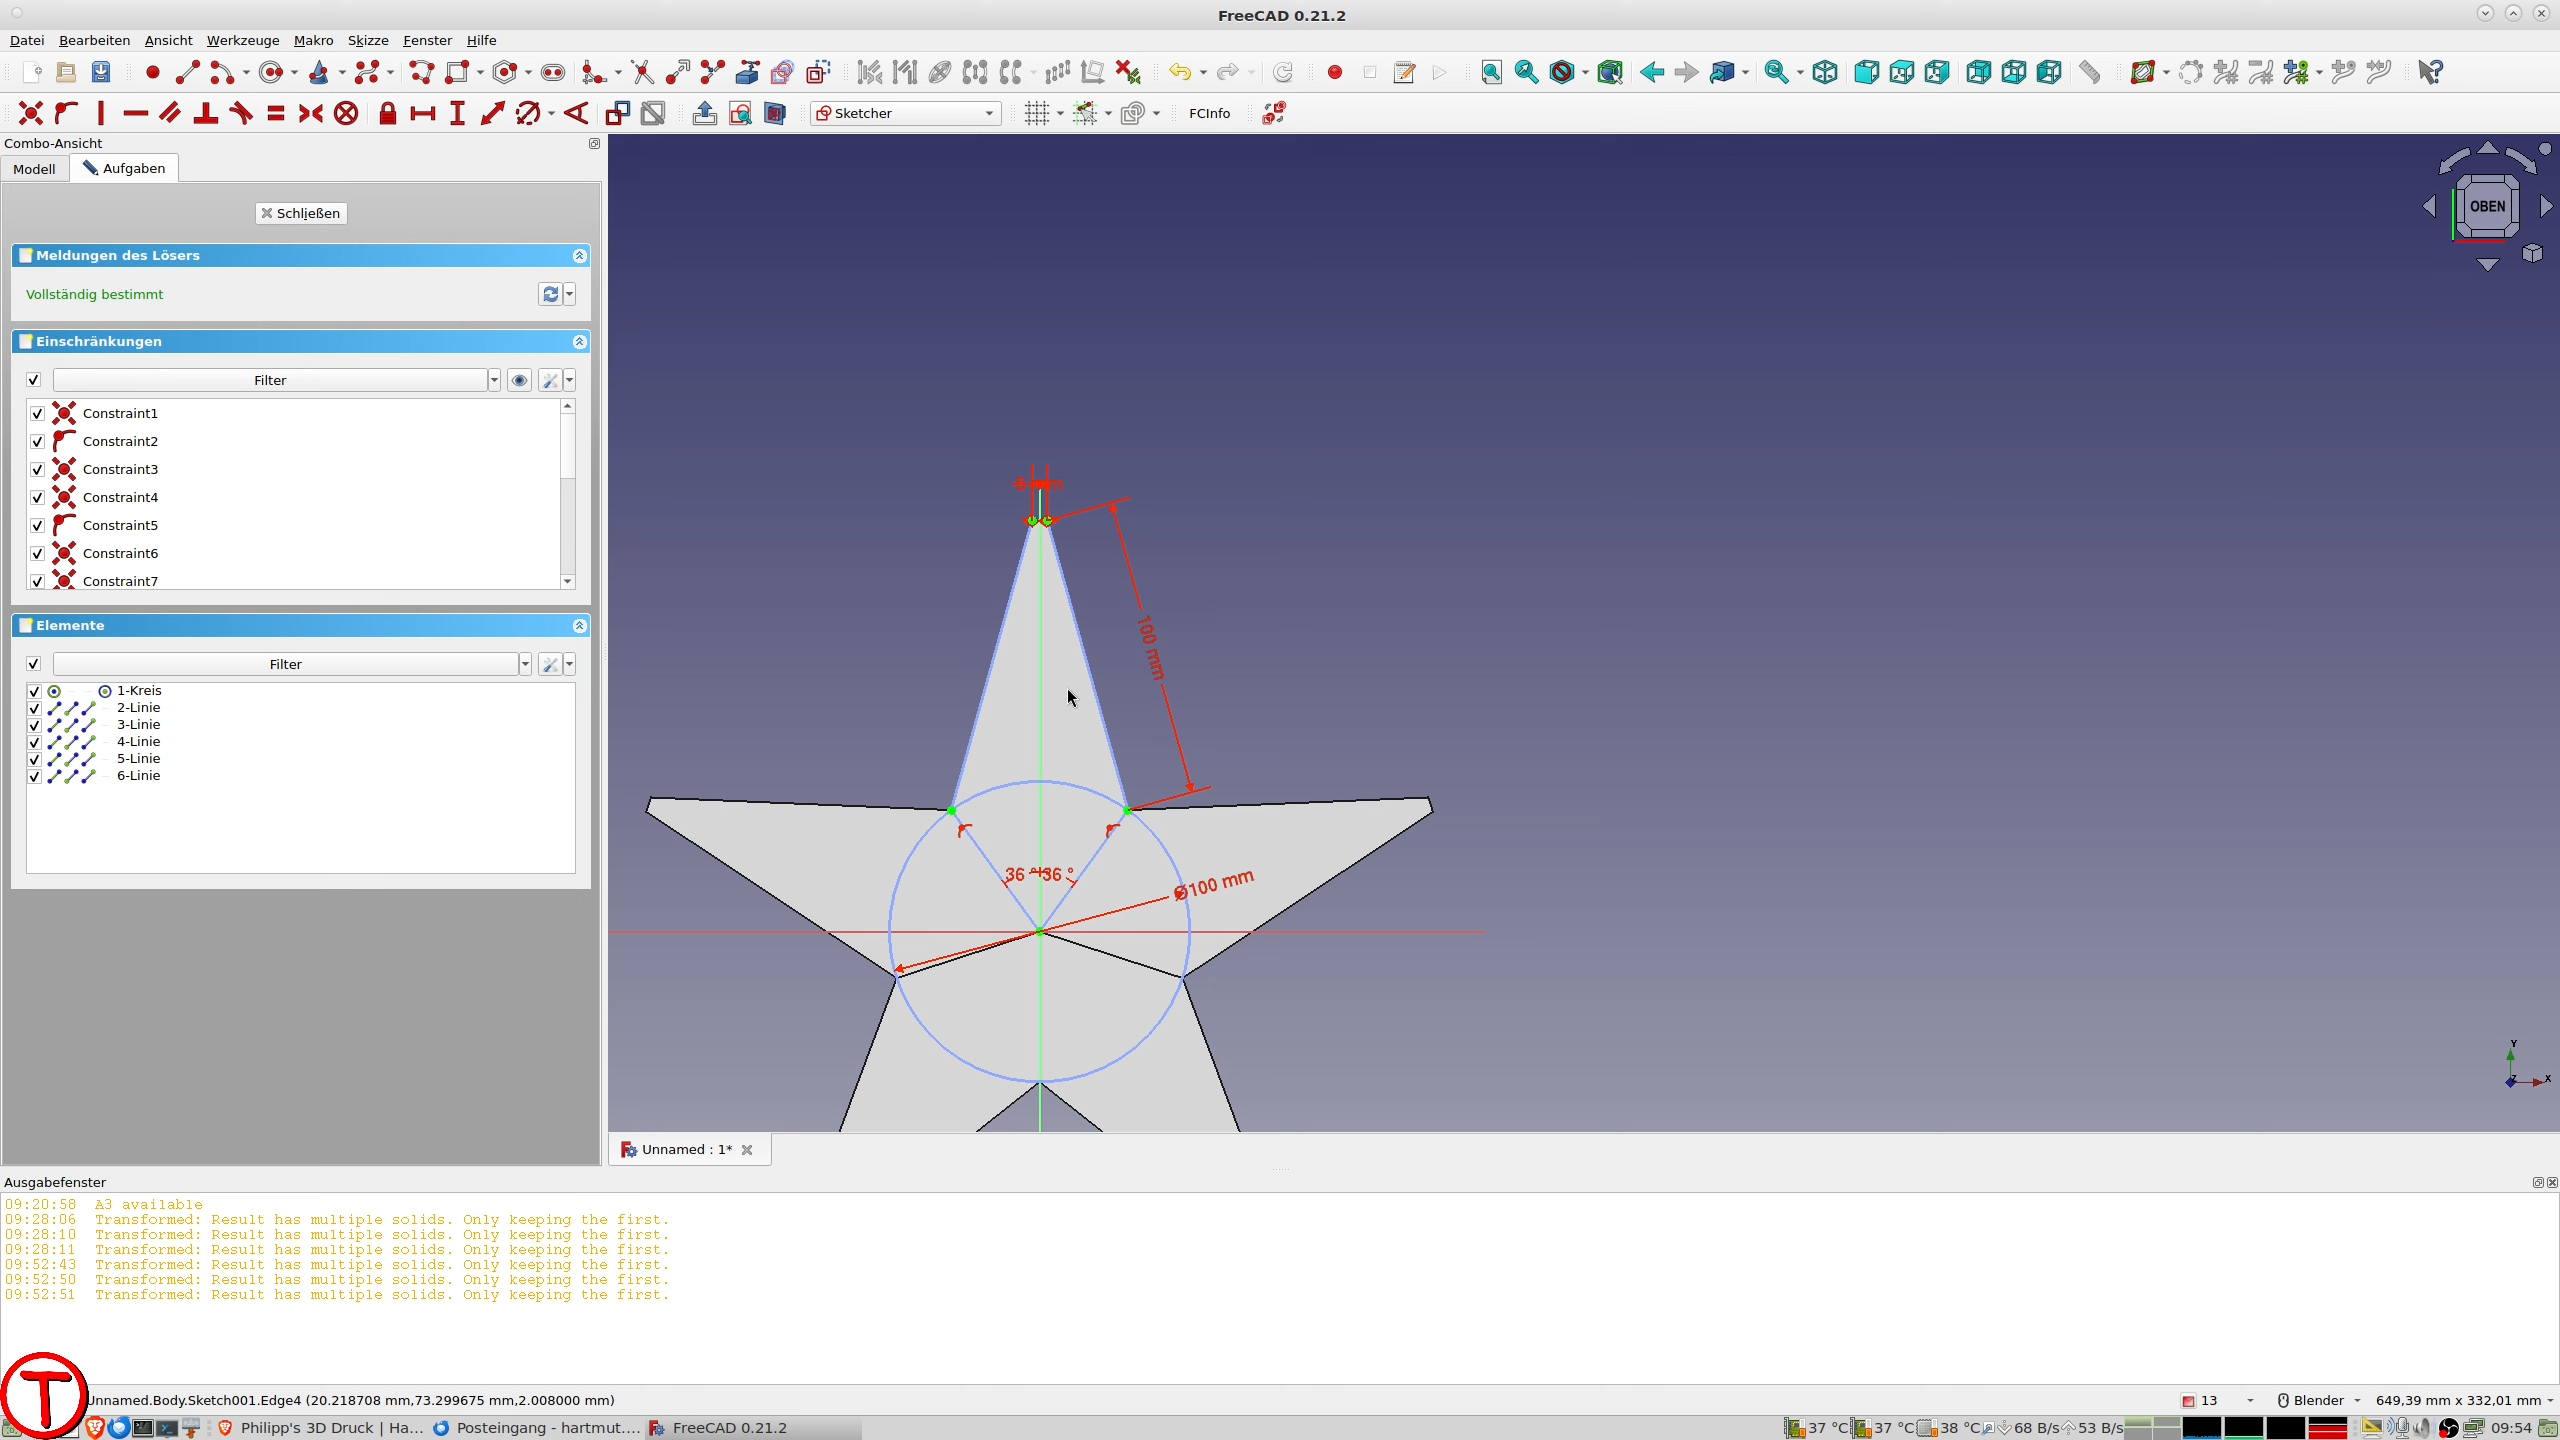 FreeCAD 0.21.2
Datei Bearbeiten Ansicht Werkzeuge Makro Skizze Fenster Hilfe
Sketcher FCInfo
Combo-Ansicht
Modell Aufgaben
Schließen
OBEN
Meldungen des Lösers
Vollständig bestimmt
Einschränkungen
Filter
Constraint1
Constraint2
Constraint3
Constraint4
Constraint5
Constraint6
Constraint7
100 mm
Elemente
Filter
1-Kreis
2-Linie
3-Linie
4-Linie
5-Linie
6-Linie
36 ° 36 °
Ø100 mm
Y
Z X
Unnamed : 1*
Ausgabefenster
09:20:58 A3 available
09:28:06 Transformed: Result has multiple solids. Only keeping the first.
09:28:10 Transformed: Result has multiple solids. Only keeping the first.
09:28:11 Transformed: Result has multiple solids. Only keeping the first.
09:52:43 Transformed: Result has multiple solids. Only keeping the first.
09:52:50 Transformed: Result has multiple solids. Only keeping the first.
09:52:51 Transformed: Result has multiple solids. Only keeping the first.
T
nnamed.Body.Sketch001.Edge4 (20.218708 mm,73.299675 mm,2.008000 mm) 13 Blender 649,39 mm x 332,01 mm
Philipp's 3D Druck | Ha... Posteingang - hartmut.... FreeCAD 0.21.2 37 °C 37 °C 38 °C 68 B/s 53 B/s 09:54